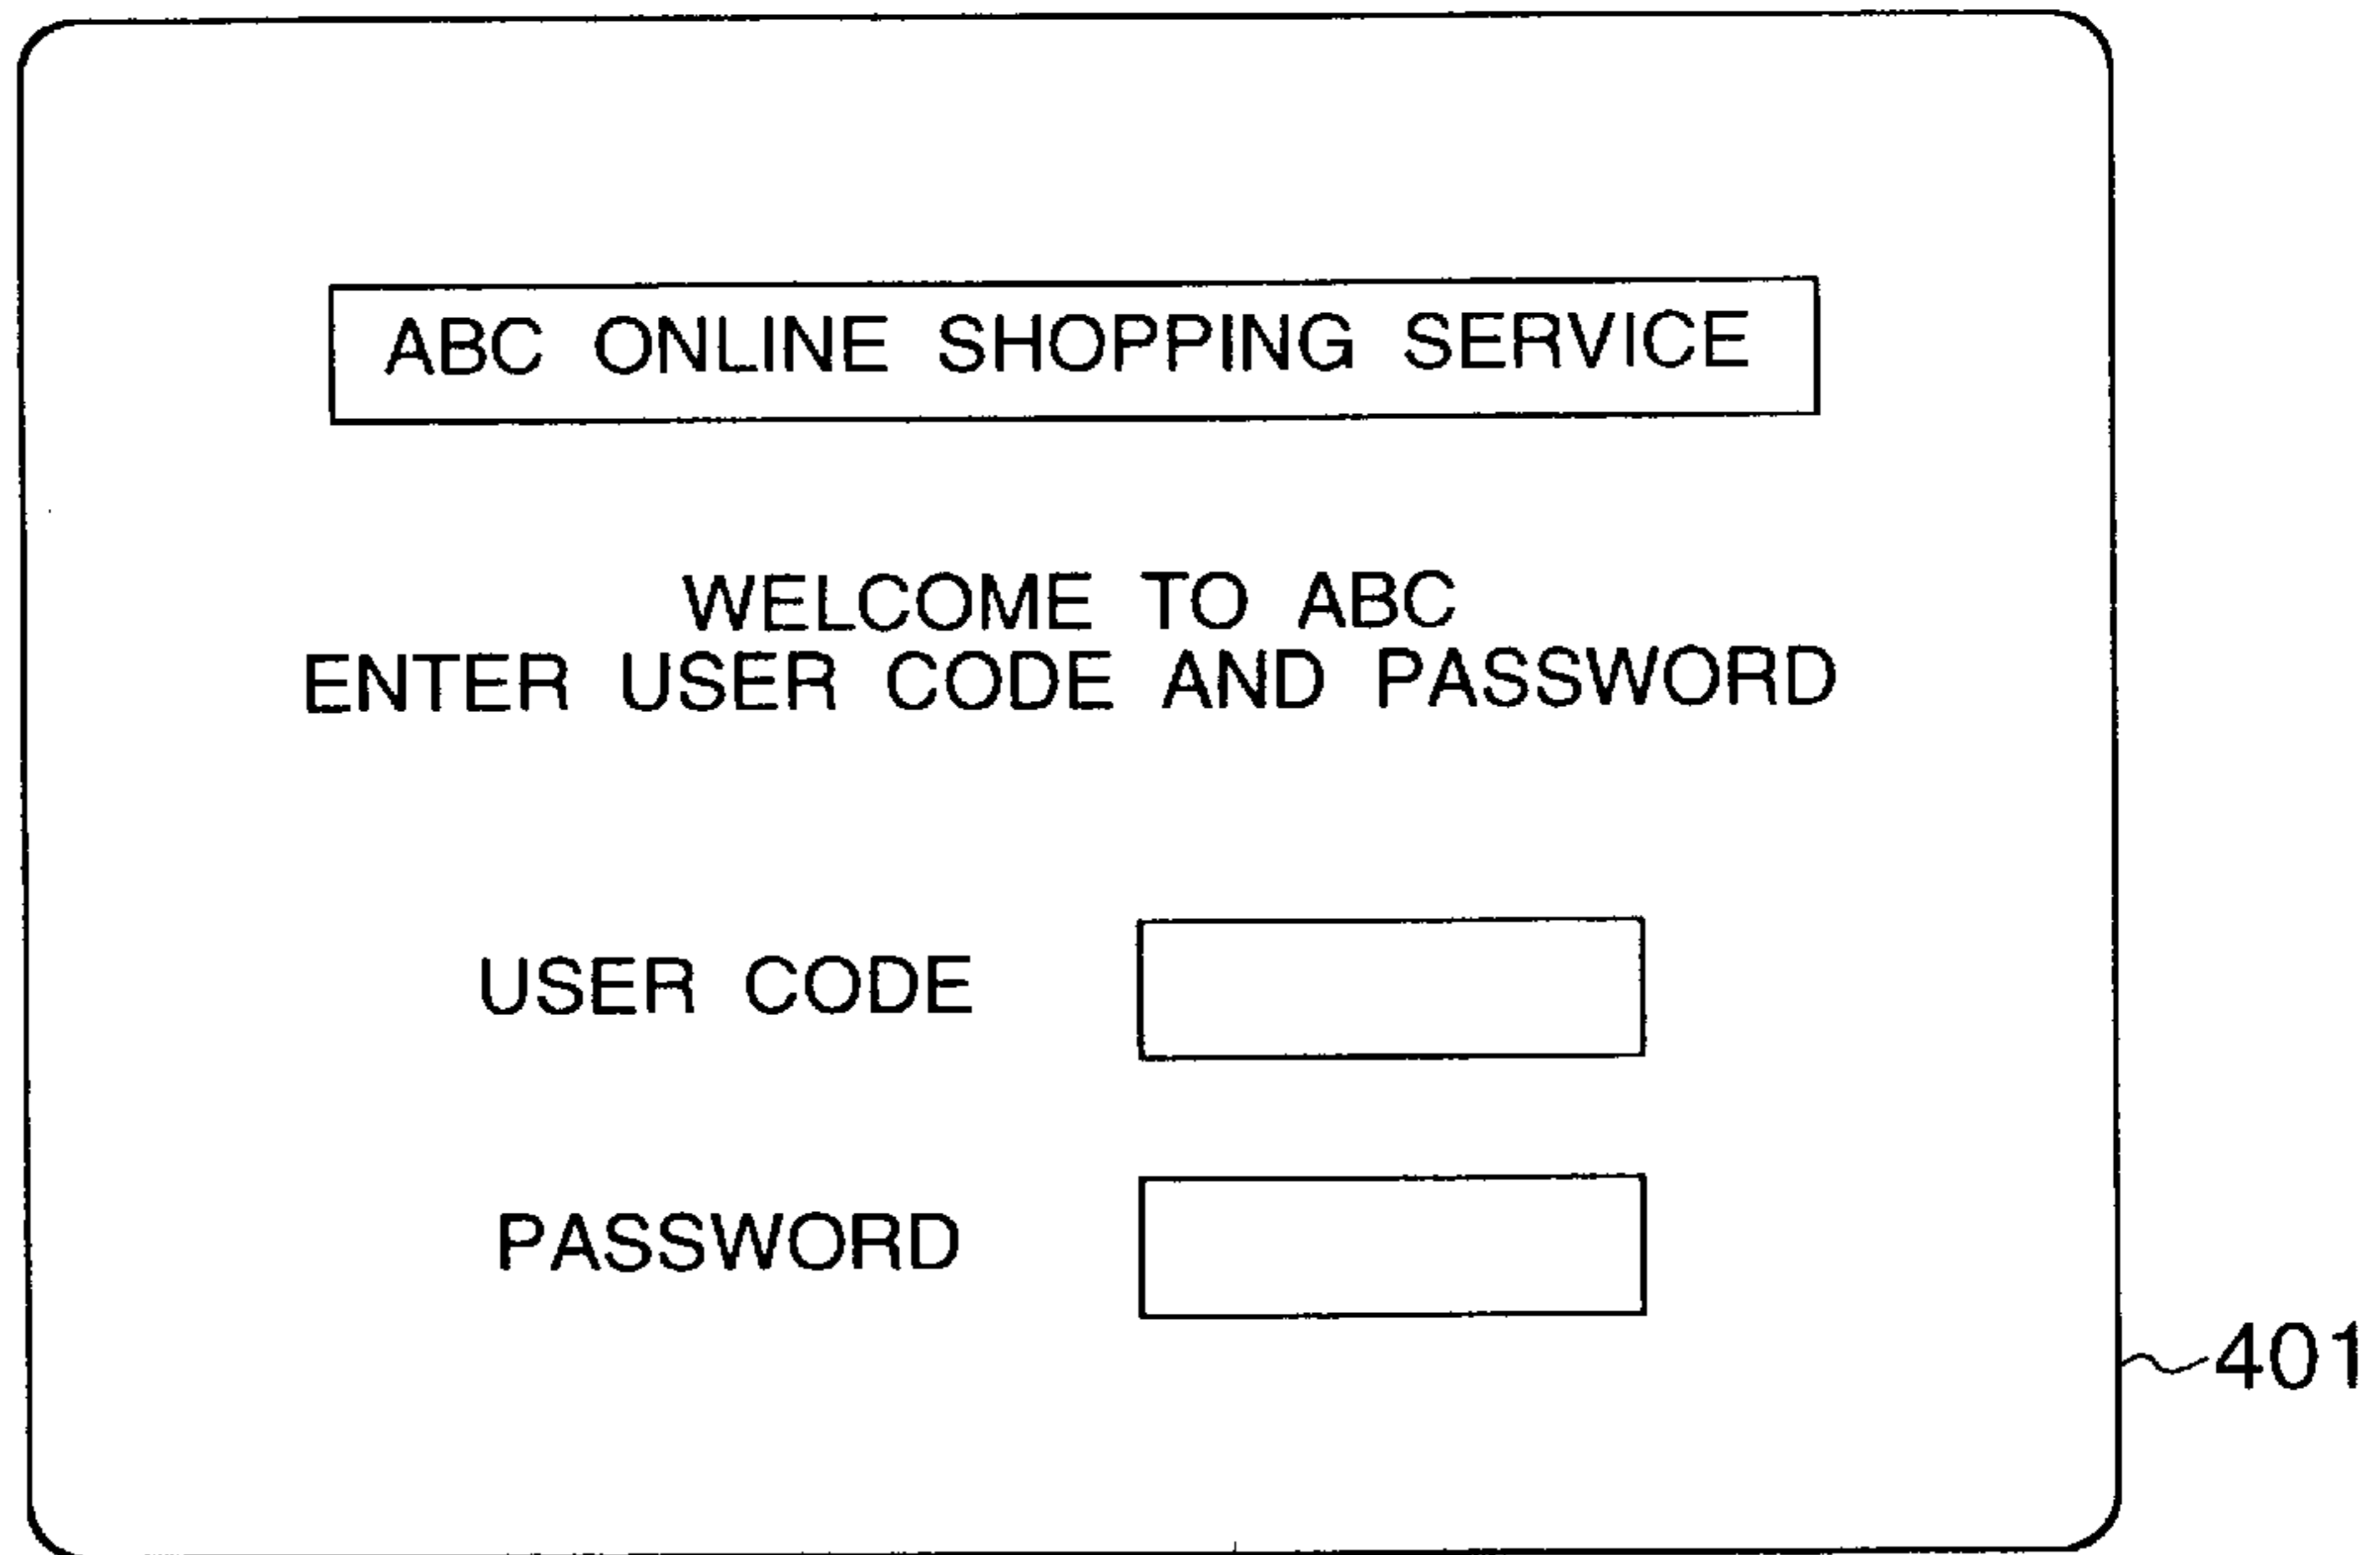 ABC ONLINE SHOPPING SERVICE
WELCOME TO ABC
ENTER USER CODE AND PASSWORD
USER CODE
PASSWORD
401